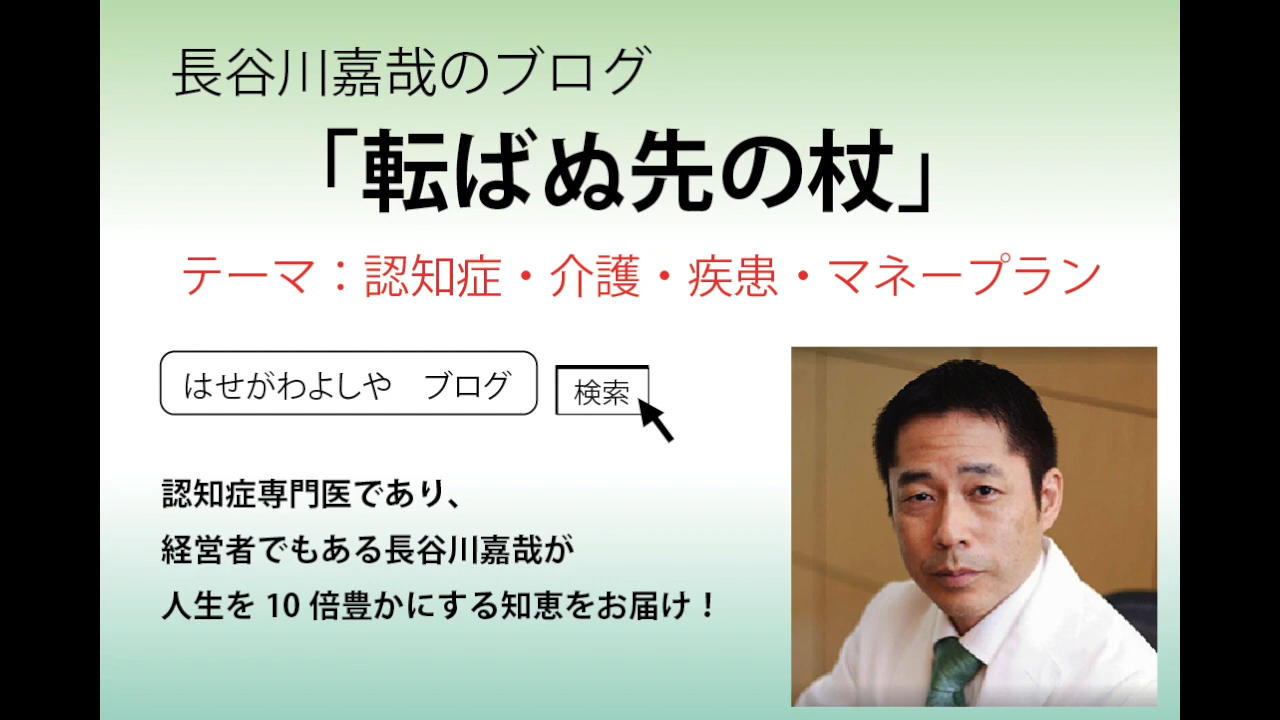 長谷川嘉哉のブログ
「転ばぬ先の杖」
テーマ：認知症・介護・疾患・マネープラン
はせがわよしや　ブログ
検索
認知症専門医であり、
経営者でもある長谷川嘉哉が
人生を 10 倍豊かにする知恵をお届け！